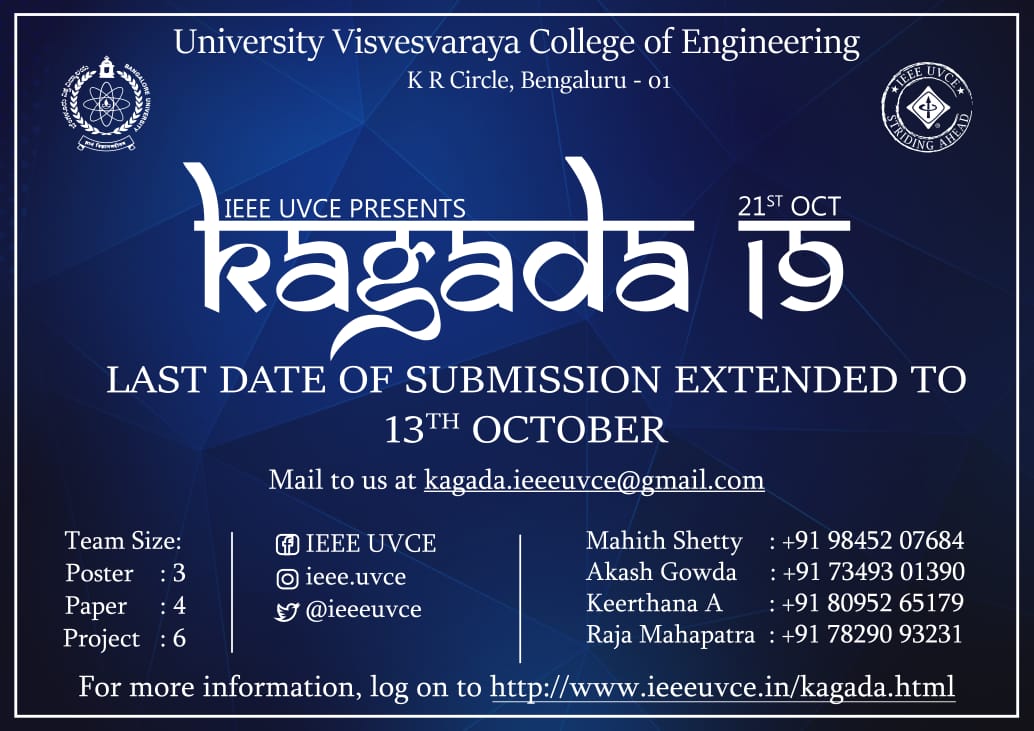 University Visvesvaraya College of Engineering
K R Circle, Bengaluru - 01
BANGALORE UNIVERSITY
IEEE UVCE
STRIDING AHEAD
IEEE UVCE PRESENTS
21ST OCT
kagada 19
LAST DATE OF SUBMISSION EXTENDED TO
13TH OCTOBER
Mail to us at kagada.ieeeuvce@gmail.com
Team Size:
Poster : 3
Paper : 4
Project : 6
IEEE UVCE
ieee.uvce
@ieeeuvce
Mahith Shetty : +91 98452 07684
Akash Gowda : +91 73493 01390
Keerthana A : +91 80952 65179
Raja Mahapatra : +91 78290 93231
For more information, log on to http://www.ieeeuvce.in/kagada.html